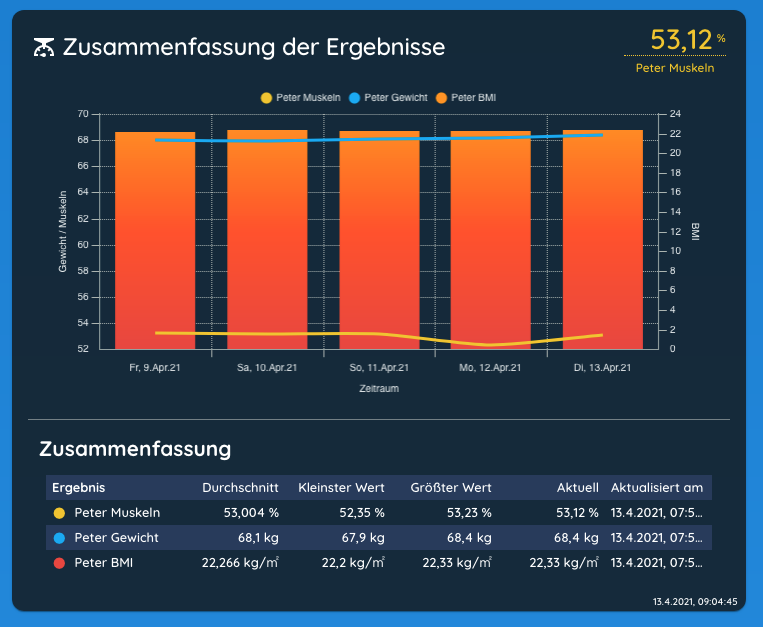 Zusammenfassung der Ergebnisse
53,12 %
Peter Muskeln
Peter Muskeln Peter Gewicht Peter BMI
70 24
68 22
66 20
64 18
62 16
60 14
58 12
56 10
54 8
52 6
4
2
0
Gewicht / Muskeln
BMI
Fr, 9.Apr.21 Sa, 10.Apr.21 So, 11.Apr.21 Mo, 12.Apr.21 Di, 13.Apr.21
Zeitraum
Zusammenfassung
Ergebnis Durchschnitt Kleinster Wert Größter Wert Aktuell Aktualisiert am
Peter Muskeln 53,004 % 52,35 % 53,23 % 53,12 % 13.4.2021, 07:5...
Peter Gewicht 68,1 kg 67,9 kg 68,4 kg 68,4 kg 13.4.2021, 07:5...
Peter BMI 22,266 kg/m² 22,2 kg/m² 22,33 kg/m² 22,33 kg/m² 13.4.2021, 07:5...
13.4.2021, 09:04:45